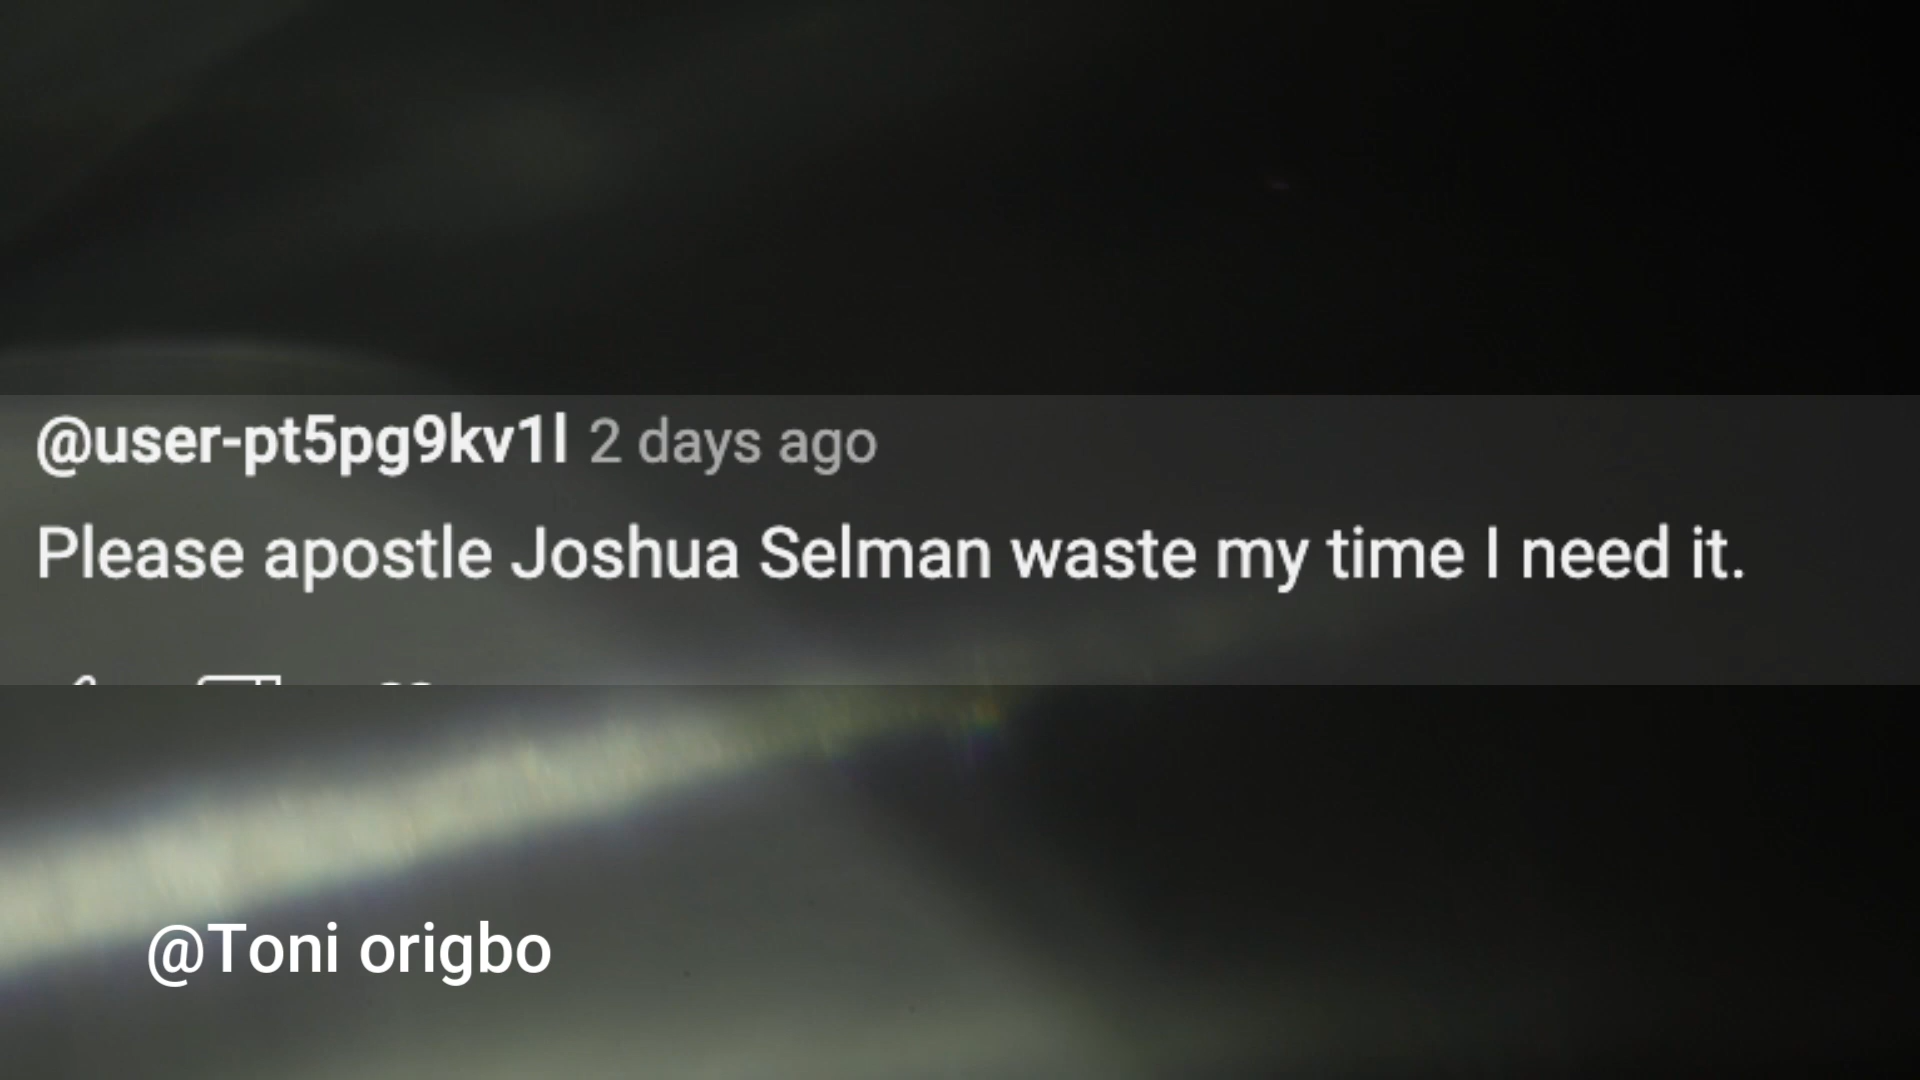 @user-pt5pg9kv1l 2 days ago
Please apostle Joshua Selman waste my time I need it.
@Toni origbo